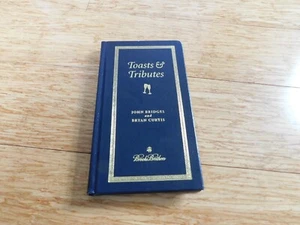 Toasts &
Tributes
JOHN BRIDGES
and
BRYAN CURTIS
Brooks Brothers